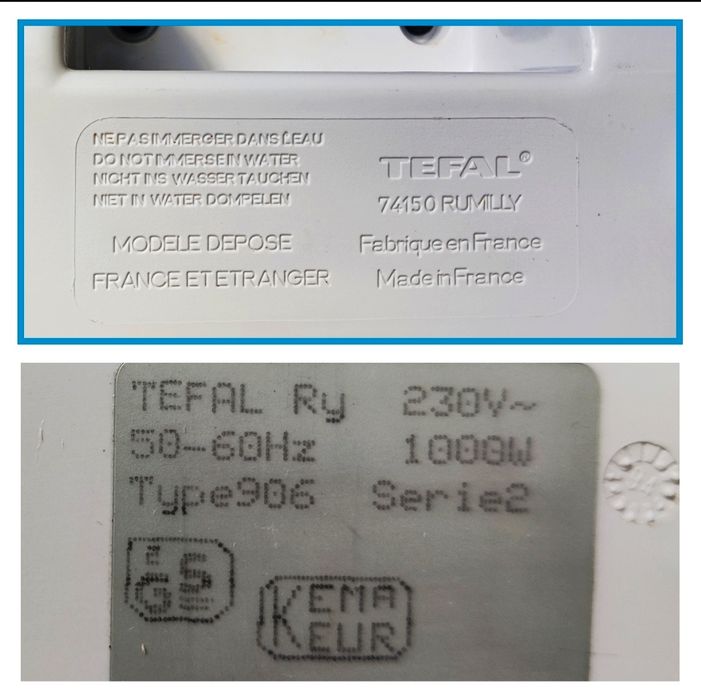 NE PAS IMMERGER DANS L'EAU
DO NOT IMMERSE IN WATER
NICHT INS WASSER TAUCHEN
NIET IN WATER DOMPELEN
MODELE DEPOSE
FRANCE ET ETRANGER
TEFAL®
74150 RUMILLY
Fabrique en France
Made in France
TEFAL Ry 230V~
50-60Hz 1000W
Type906 Serie2
GS
KEMA
EUR